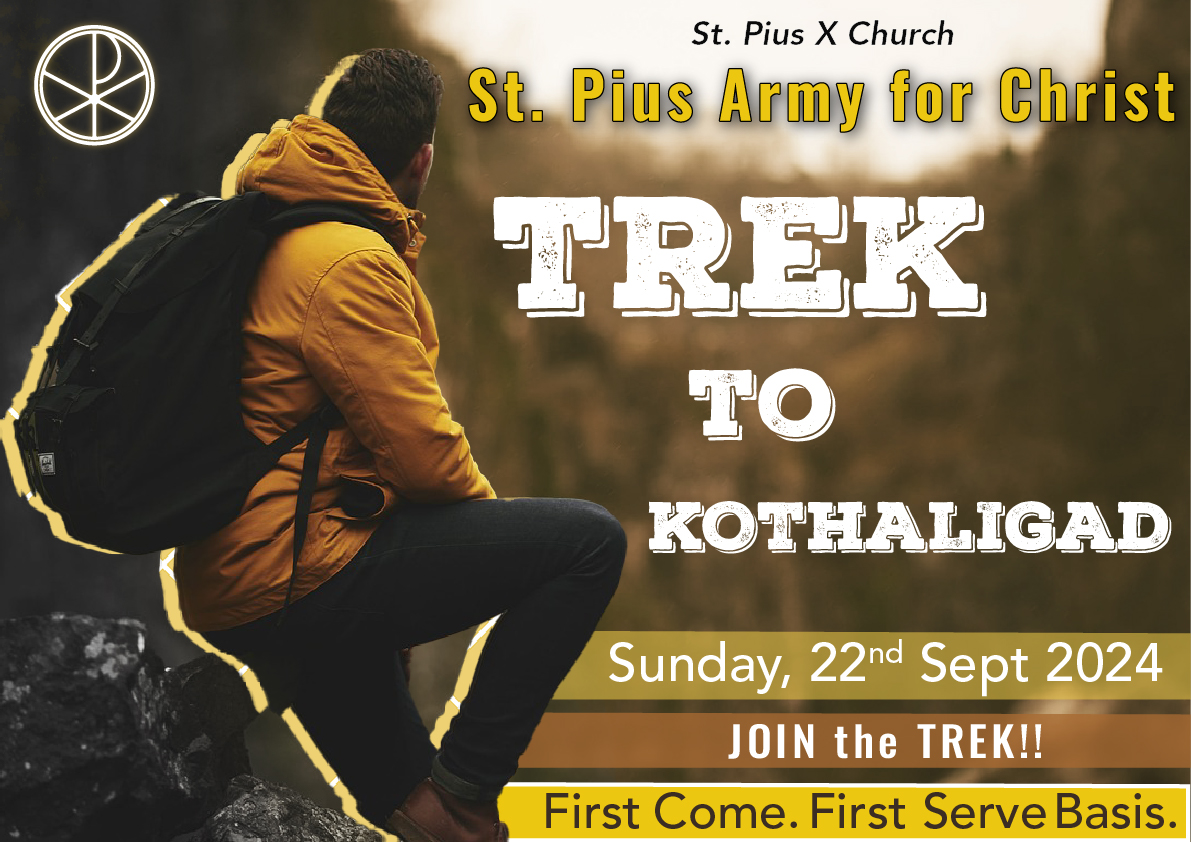 St. Pius X Church
St. Pius Army for Christ
TREK
TO
KOTHALIGAD
Sunday, 22nd Sept 2024
JOIN the TREK!!
First Come. First Serve Basis.